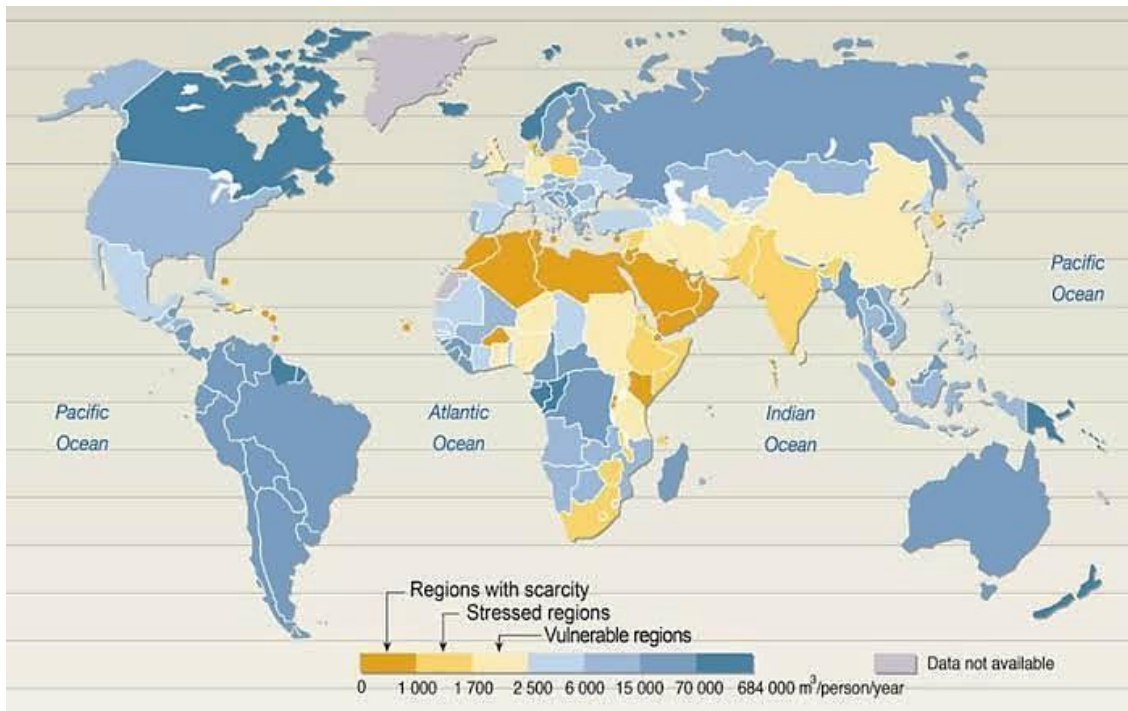 Pacific
Ocean
Pacific
Ocean
Atlantic
Ocean
Indian
Ocean
Regions with scarcity
Stressed regions
Vulnerable regions
0 1 000 1 700 2 500 6 000 15 000 70 000 684 000 m³/person/year
Data not available